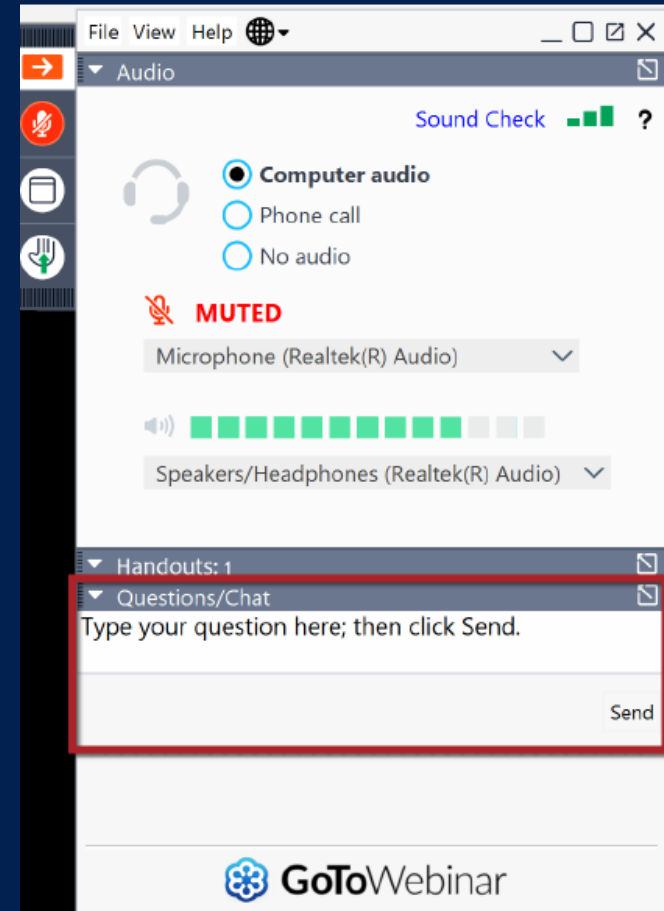 File View Help
Audio
Sound Check ?
Computer audio
Phone call
No audio
MUTED
Microphone (Realtek(R) Audio)
Speakers/Headphones (Realtek(R) Audio)
Handouts: 1
Questions/Chat
Type your question here; then click Send.
Send
GoToWebinar